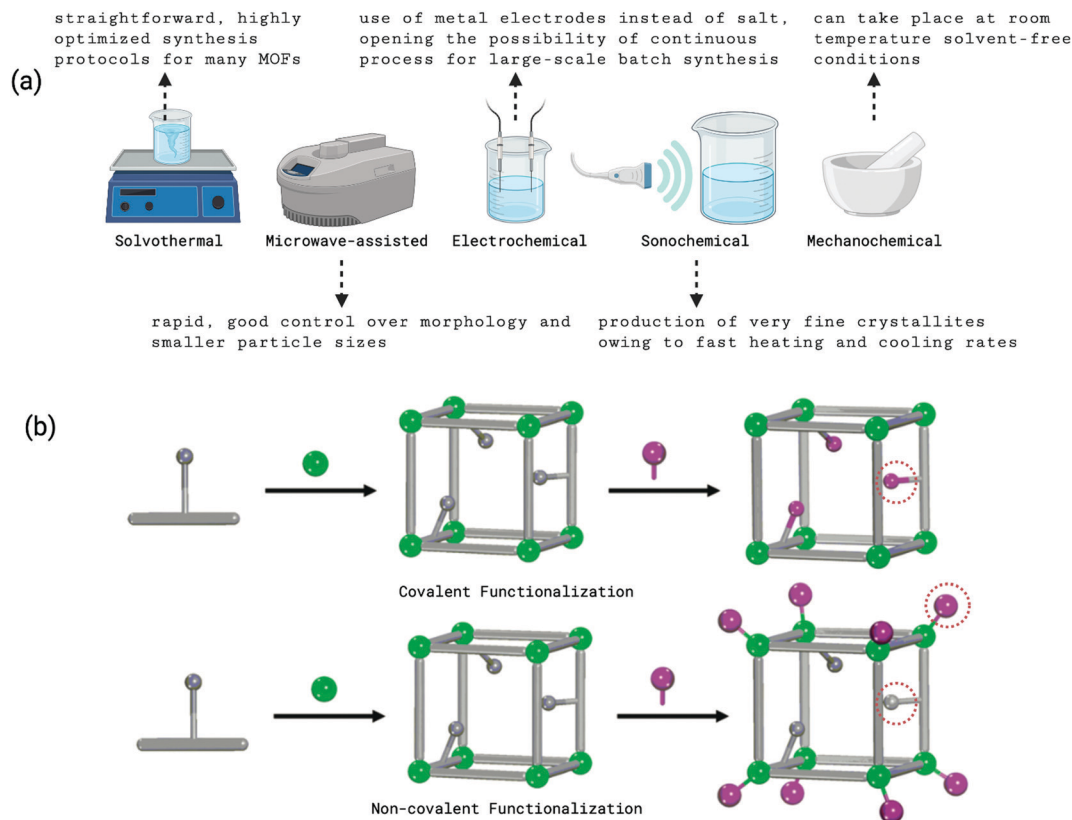 straightforward, highly
optimized synthesis
protocols for many MOFs
use of metal electrodes instead of salt,
opening the possibility of continuous
process for large-scale batch synthesis
can take place at room
temperature solvent-free
conditions
(a)
Solvothermal
Microwave-assisted
Electrochemical
Sonochemical
Mechanochemical
rapid, good control over morphology and
smaller particle sizes
production of very fine crystallites
owing to fast heating and cooling rates
(b)
Covalent Functionalization
Non-covalent Functionalization